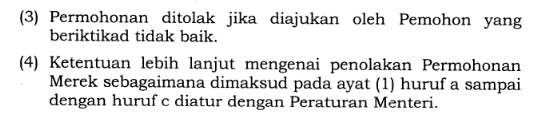 (3) Permohonan ditolak jika diajukan oleh Pemohon yang
beriktikad tidak baik.
(4) Ketentuan lebih lanjut mengenai penolakan Permohonan
Merek sebagaimana dimaksud pada ayat (1) huruf a sampai
dengan huruf c diatur dengan Peraturan Menteri.